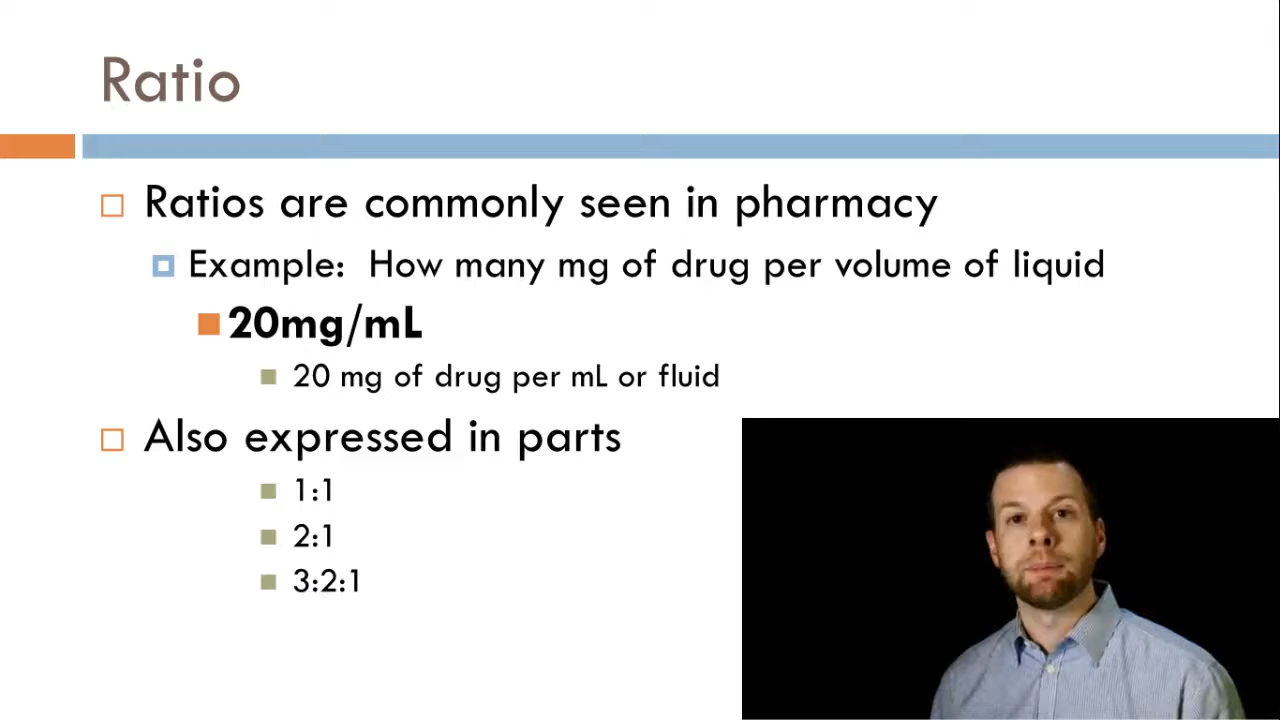 Ratio
Ratios are commonly seen in pharmacy
Example: How many mg of drug per volume of liquid
20mg/mL
20 mg of drug per mL or fluid
Also expressed in parts
1:1
2:1
3:2:1